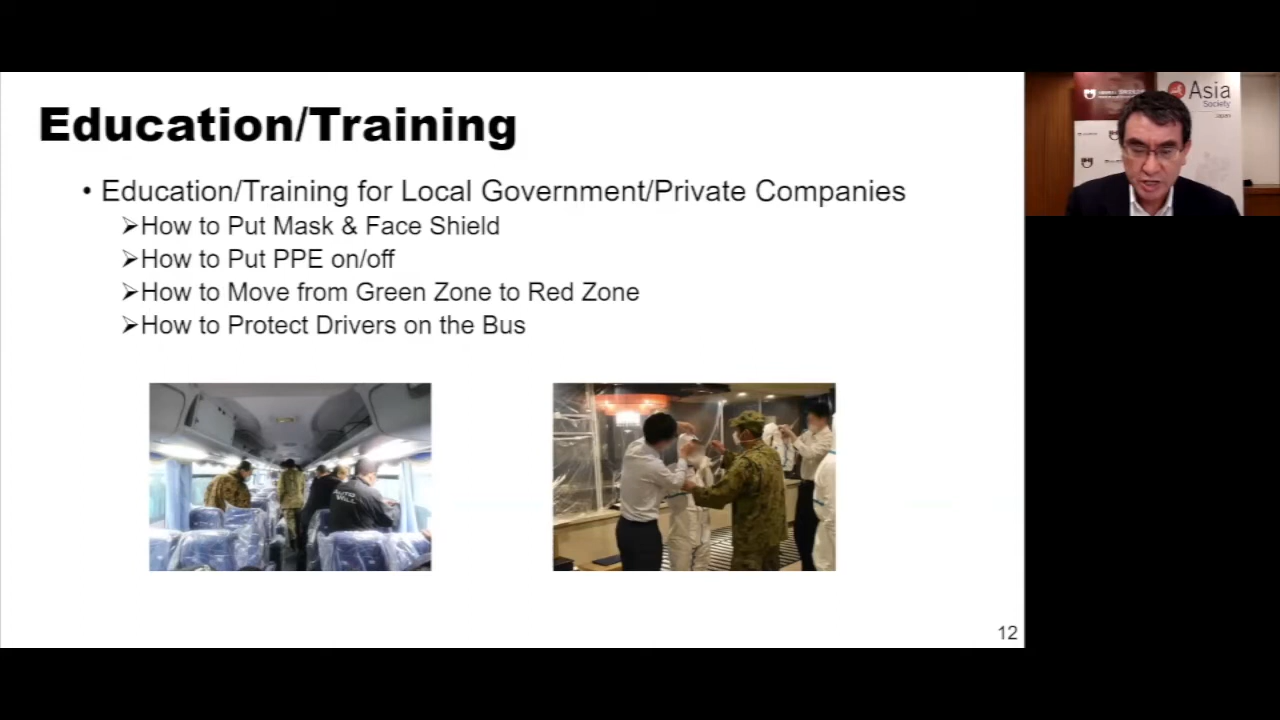 Education/Training
• Education/Training for Local Government/Private Companies
➢How to Put Mask & Face Shield
➢How to Put PPE on/off
➢How to Move from Green Zone to Red Zone
➢How to Protect Drivers on the Bus
AUTO
WILL
12
Asia
Society
Japan